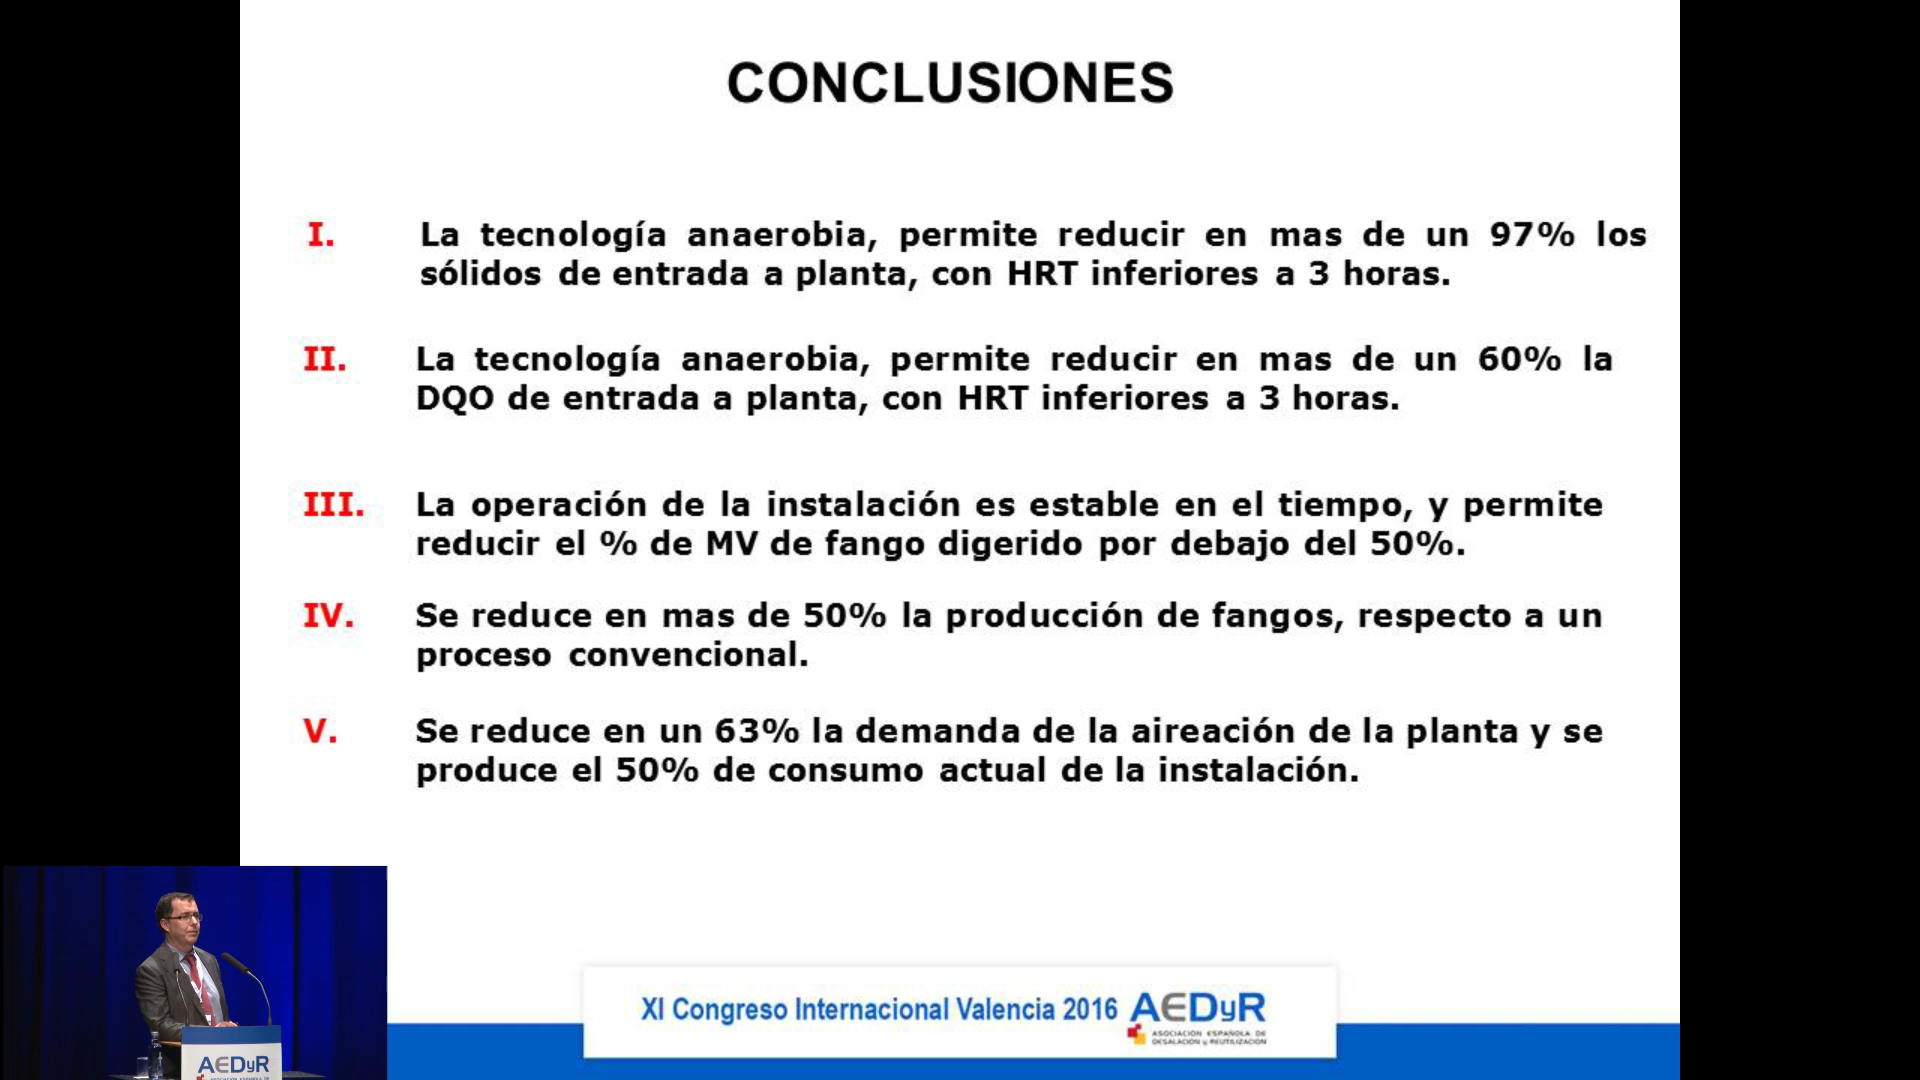 CONCLUSIONES
I. La tecnología anaerobia, permite reducir en mas de un 97% los
sólidos de entrada a planta, con HRT inferiores a 3 horas.
II. La tecnología anaerobia, permite reducir en mas de un 60% la
DQO de entrada a planta, con HRT inferiores a 3 horas.
III. La operación de la instalación es estable en el tiempo, y permite
reducir el % de MV de fango digerido por debajo del 50%.
IV. Se reduce en mas de 50% la producción de fangos, respecto a un
proceso convencional.
V. Se reduce en un 63% la demanda de la aireación de la planta y se
produce el 50% de consumo actual de la instalación.
XI Congreso Internacional Valencia 2016 AEDyR
ASOCIACIÓN ESPAÑOLA DE
DESALACIÓN y REUTILIZACIÓN
AEDyR